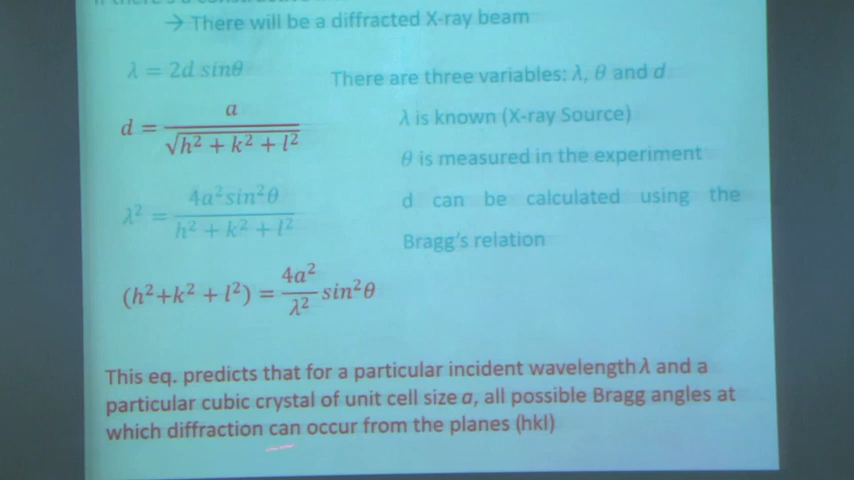 → There will be a diffracted X-ray beam
λ = 2d sinθ
There are three variables: λ, θ and d
d = a / √h² + k² + l²
λ is known (X-ray Source)
θ is measured in the experiment
λ² = 4a²sin²θ / h² + k² + l²
d can be calculated using the
Bragg's relation
(h²+k² + l²) = 4a²/λ² sin²θ
This eq. predicts that for a particular incident wavelength λ and a
particular cubic crystal of unit cell size a, all possible Bragg angles at
which diffraction can occur from the planes (hkl)